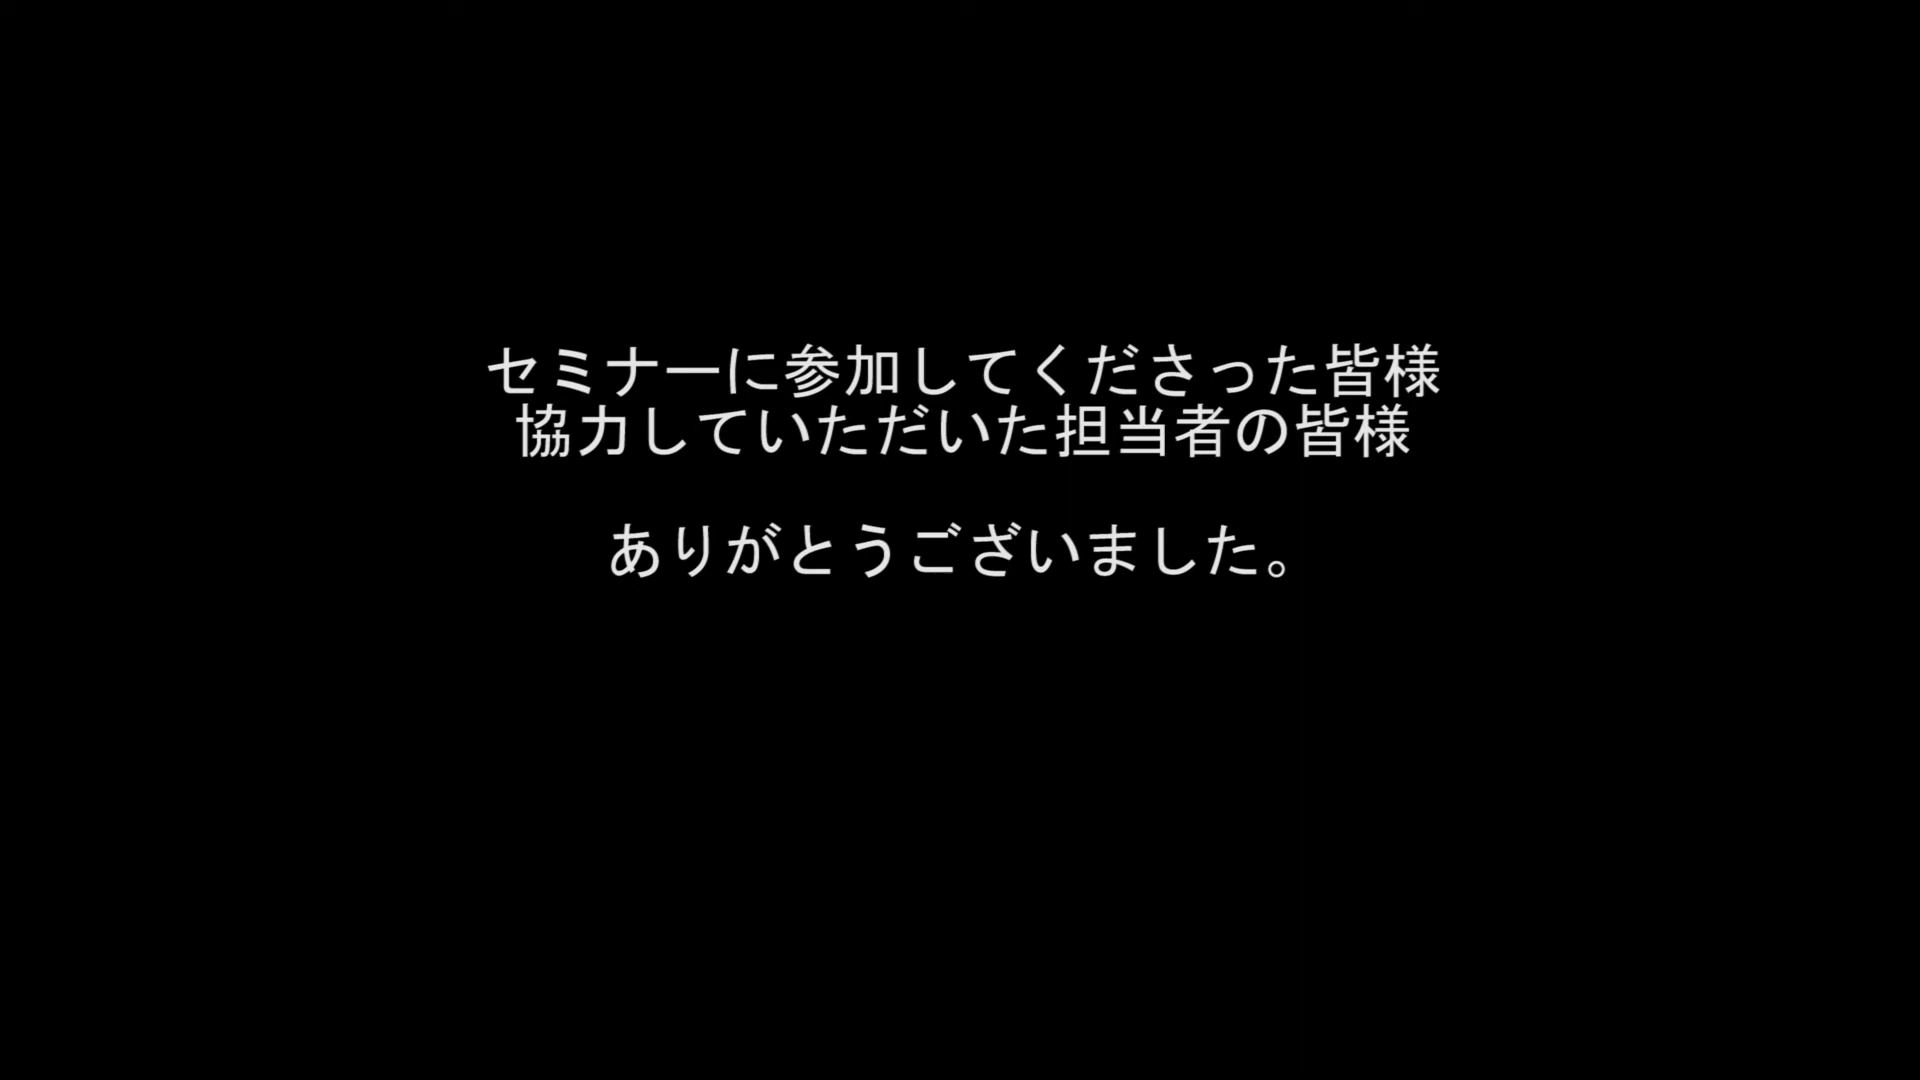 セミナーに参加してくださった皆様
協力していただいた担当者の皆様
ありがとうございました。